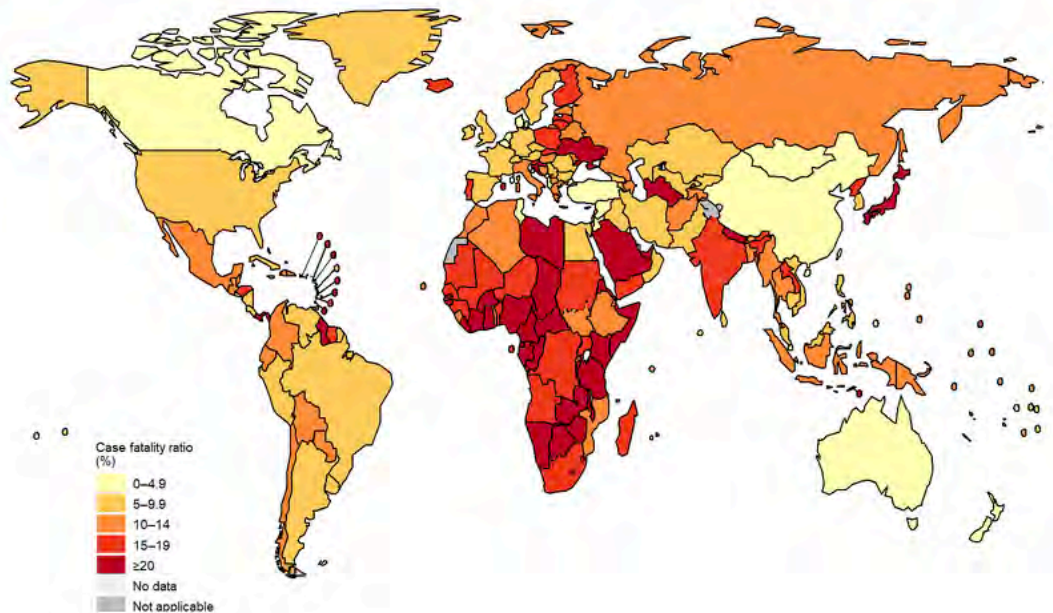 Case fatality ratio
(%)
0–4.9
5–9.9
10–14
15–19
≥20
No data
Not applicable